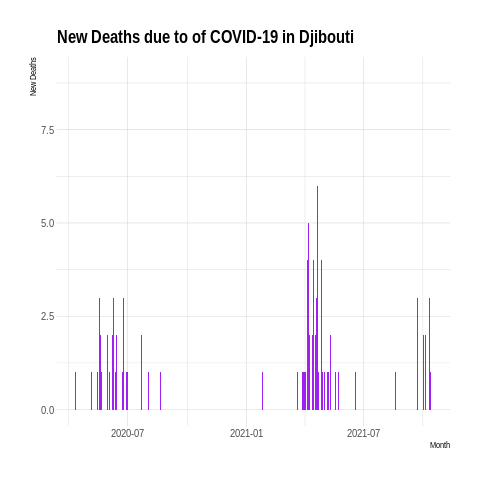 New Deaths due to of COVID-19 in Djibouti
New Deaths
7.5
5.0
2.5
0.0
2020-07 2021-01 2021-07
Month